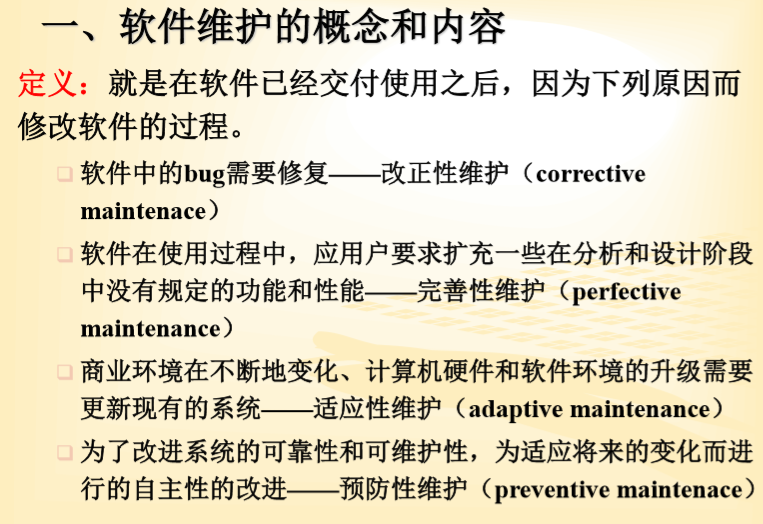 一、软件维护的概念和内容
定义：就是在软件已经交付使用之后，因为下列原因而
修改软件的过程。
软件中的bug需要修复——改正性维护（corrective
maintenace）
软件在使用过程中，应用户要求扩充一些在分析和设计阶段
中没有规定的功能和性能——完善性维护（perfective
maintenance）
商业环境在不断地变化、计算机硬件和软件环境的升级需要
更新现有的系统——适应性维护（adaptive maintenance）
为了改进系统的可靠性和可维护性，为适应将来的变化而进
行的自主性的改进——预防性维护（preventive maintenace）